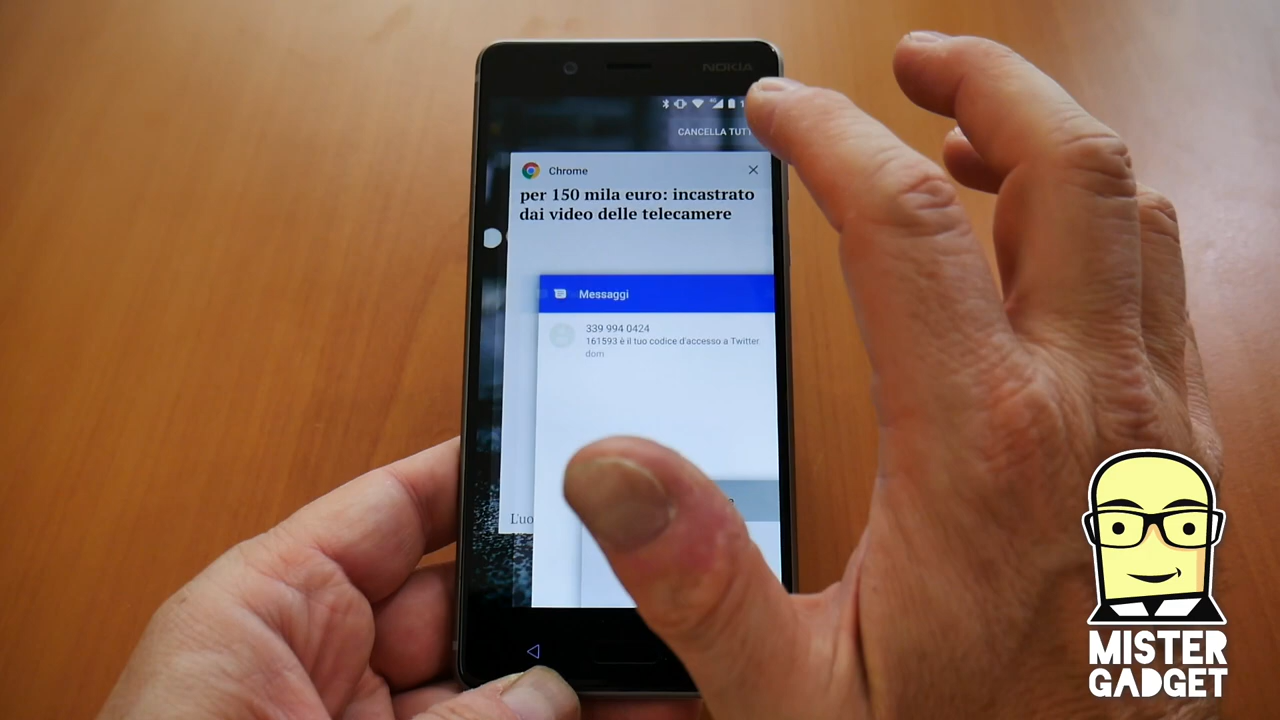 NOKIA
CANCELLA TUTT
Chrome
per 150 mila euro: incastrato
dai video delle telecamere
Messaggi
339 994 0424
161593 è il tuo codice d'accesso a Twitter
dom
L'uo
MISTER
GADGET